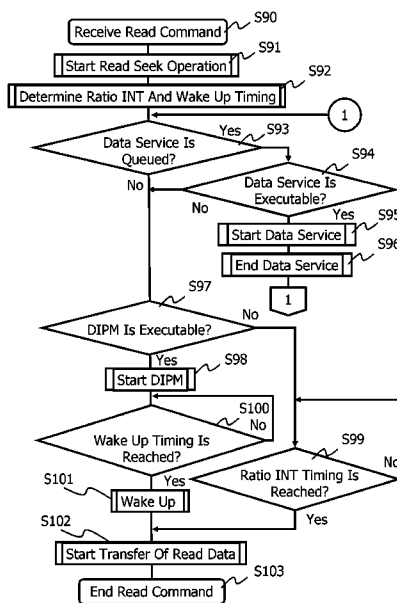 S90
Receive Read Command
S91
Start Read Seek Operation
S92
Determine Ratio INT And Wake Up Timing
1
Yes
S93
Data Service Is
Queued?
S94
No
Data Service Is
Executable?
No
Yes
S95
Start Data Service
S96
End Data Service
1
S97
DIPM Is Executable?
No
Yes
S98
Start DIPM
S100
No
Wake Up Timing Is
Reached?
S99
No
Ratio INT Timing Is
Reached?
S101
Yes
Wake Up
Yes
S102
Start Transfer Of Read Data
S103
End Read Command